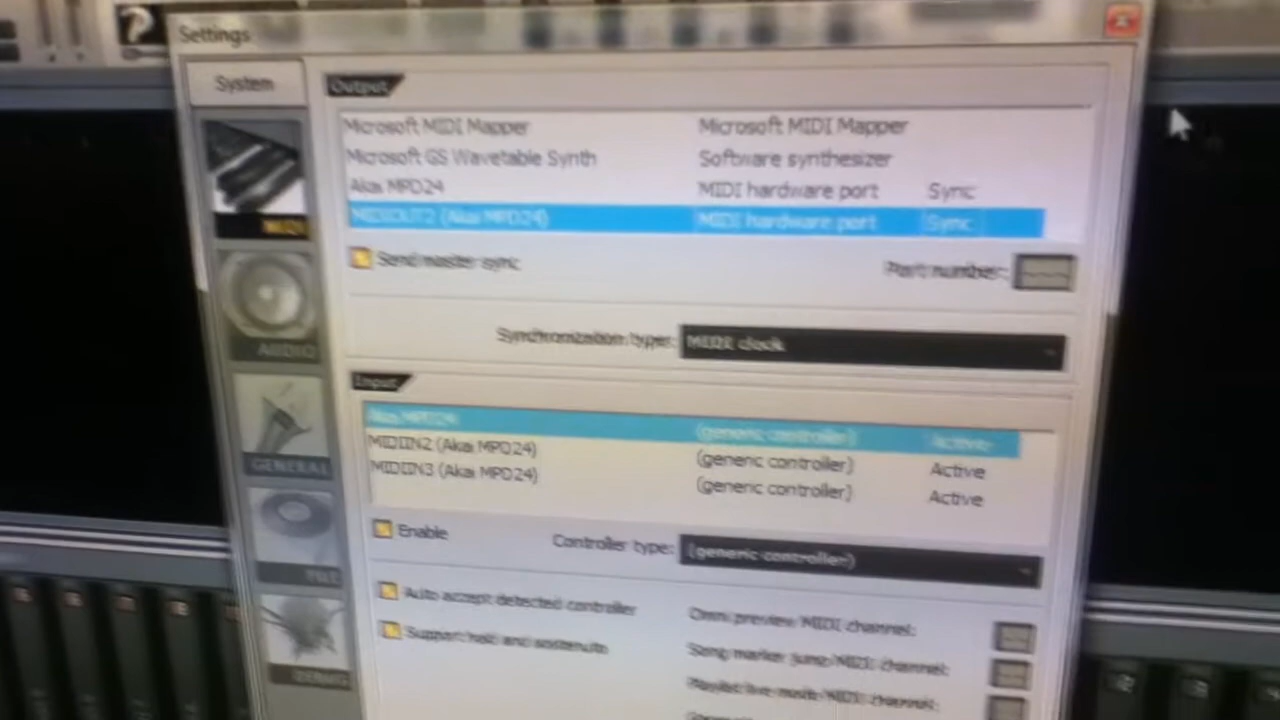 Settings
System
Output
Microsoft MIDI Mapper Microsoft MIDI Mapper
Microsoft GS Wavetable Synth Software synthesizer
Akai MPD24 MIDI hardware port Sync
MIDIOUT2 (Akai MPD24) MIDI hardware port Sync
MIDI
Send master sync Port number:
AUDIO
Synchronization type: MIDI clock
Input
Akai MPD24 (generic controller) Active
MIDIIN2 (Akai MPD24) (generic controller) Active
MIDIIN3 (Akai MPD24) (generic controller) Active
GENERAL
Enable Controller type: (generic controller)
FILE
Auto accept detected controller Omni preview MIDI channel:
Support hold and sostenuto Song marker jump MIDI channel:
Playlist live mode MIDI channel: